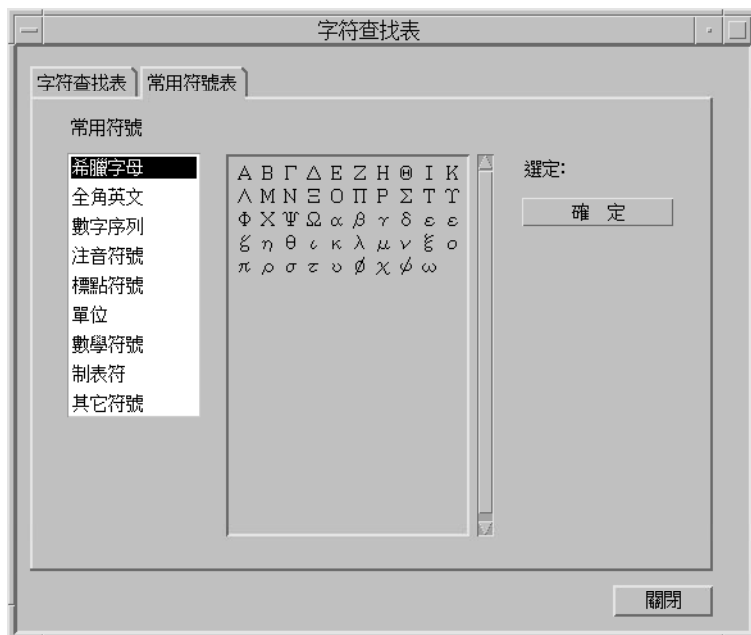 字符查找表
字符查找表 常用符號表
常用符號
希臘字母
全角英文
數字序列
注音符號
標點符號
單位
數學符號
制表符
其它符號
Α Β Γ Δ Ε Ζ Η Θ Ι Κ
Λ Μ Ν Ξ Ο Π Ρ Σ Τ Υ
Φ Χ Ψ Ω α β γ δ ε ε
ξ η θ ι κ λ μ ν ξ ο
π ρ σ τ υ ø χ ψ ω
選定:
確 定
關閉